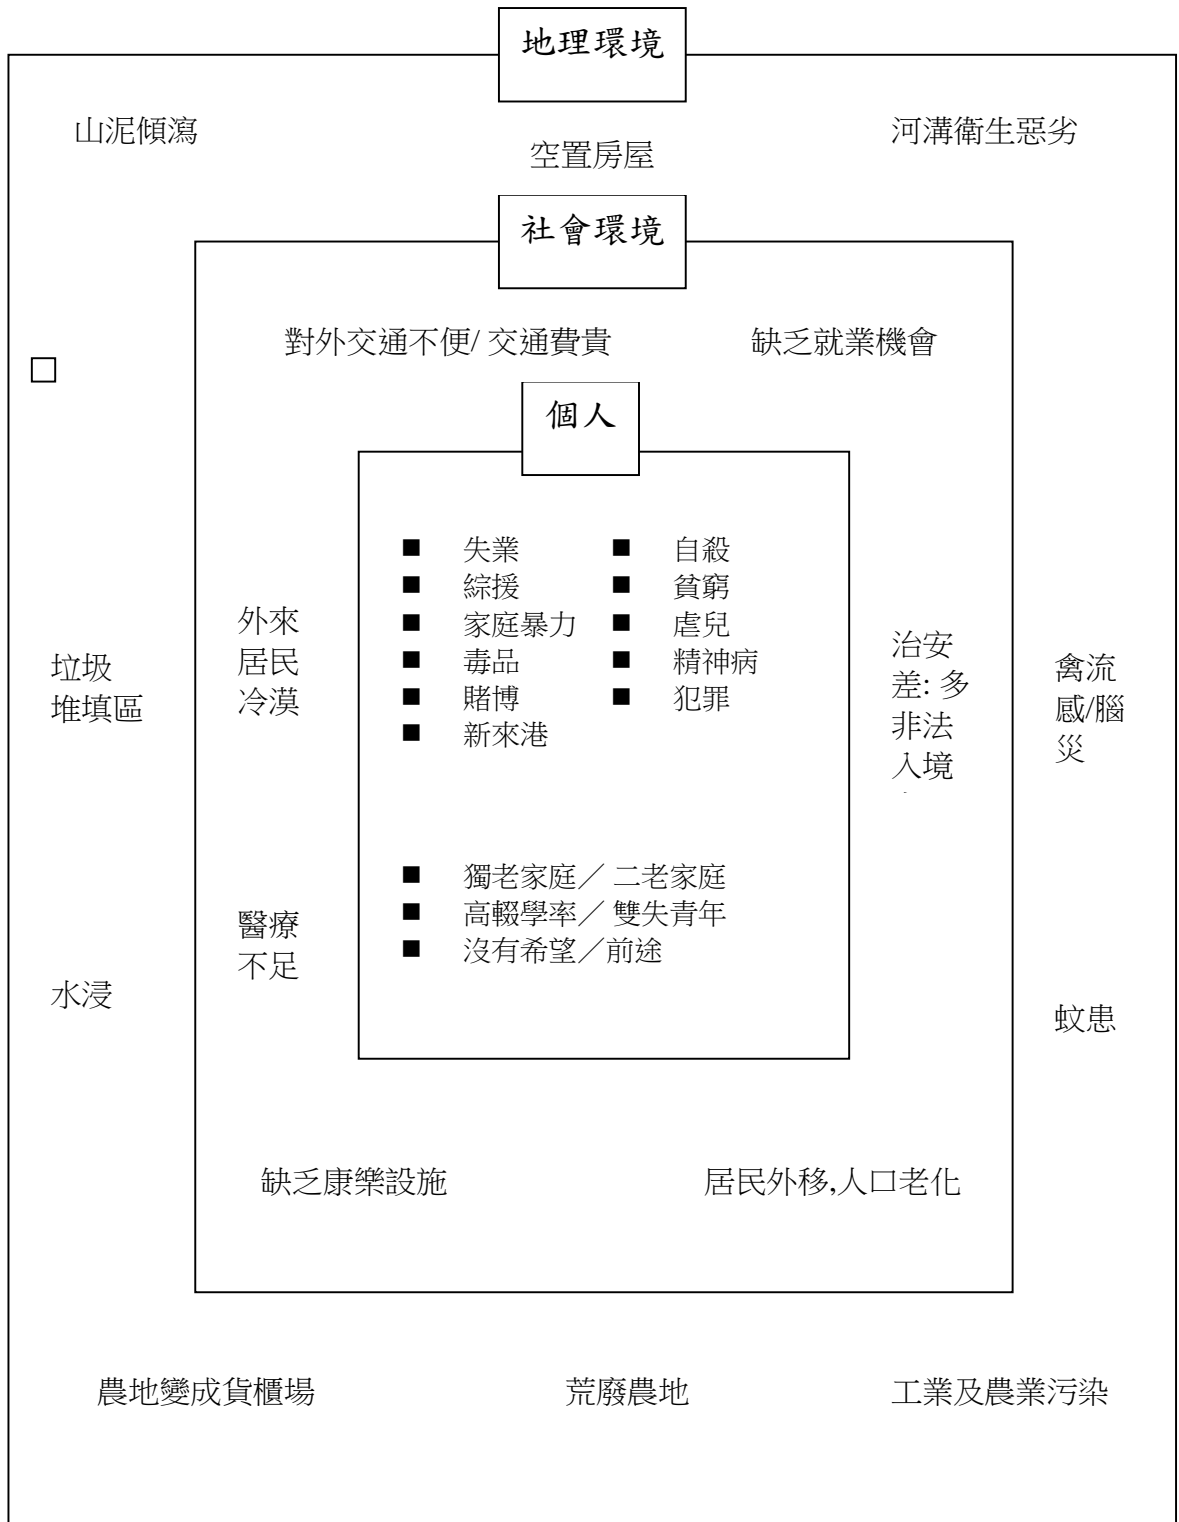 地理環境
山泥傾瀉
空置房屋
河溝衛生惡劣
社會環境
對外交通不便/ 交通費貴
缺乏就業機會
個人
■ 失業
■ 綜援
■ 家庭暴力
■ 毒品
■ 賭博
■ 新來港
■ 自殺
■ 貧窮
■ 虐兒
■ 精神病
■ 犯罪
■ 獨老家庭／ 二老家庭
■ 高輟學率／ 雙失青年
■ 沒有希望／前途
外來
居民
冷漠
醫療
不足
治安
差: 多
非法
入境
垃圾
堆填區
水浸
禽流
感/腦
災
蚊患
缺乏康樂設施
居民外移,人口老化
農地變成貨櫃場
荒廢農地
工業及農業污染